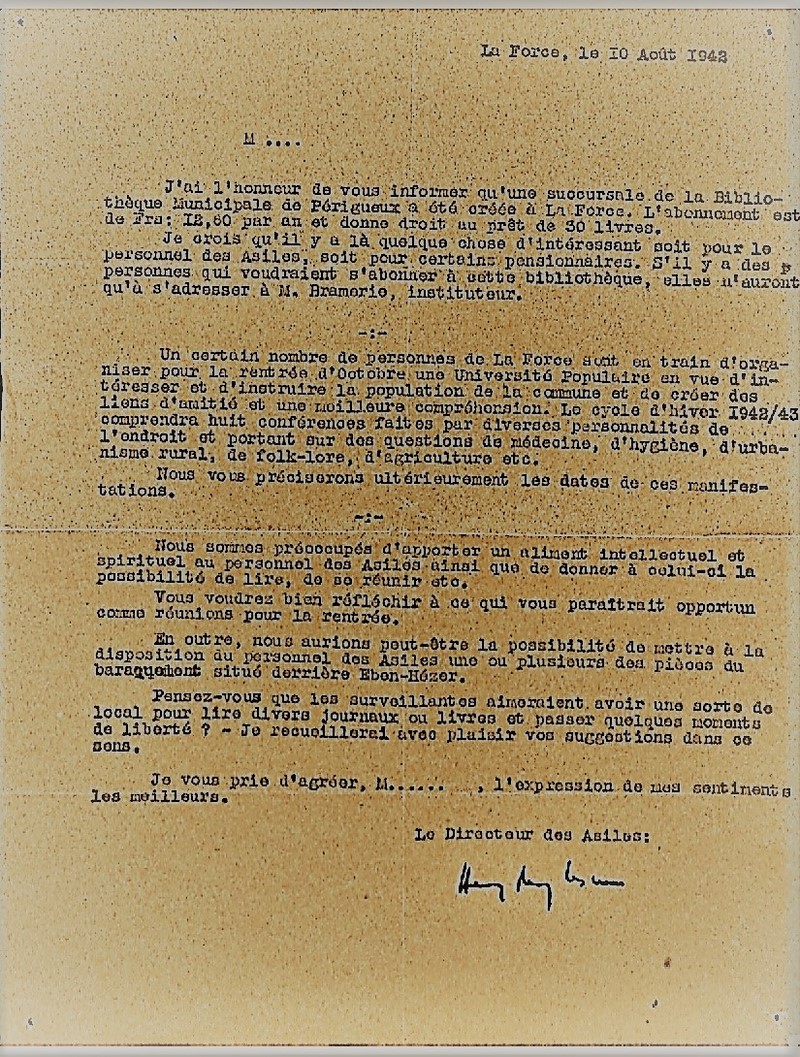 La Force, le 10 Août 1942
M ....
J'ai l'honneur de vous informer qu'une succursale de la Biblio-
thèque Municipale de Périgueux a été créée à La Force. L'abonnement est
de Frs: 12,50 par an et donne droit au prêt de 30 livres.
Je crois qu'il y a là quelque chose d'intéressant soit pour le
personnel des Asiles, soit pour certains pensionnaires. S'il y a des p
personnes qui voudraient s'abonner à cette bibliothèque, elles n'auront
qu'à s'adresser à M. Bramerie, instituteur.
-:-
Un certain nombre de personnes de La Force sont en train d'orga-
niser pour la rentrée d'Octobre une Université Populaire en vue d'in-
téresser et d'instruire la population de la commune et de créer des
liens d'amitié et une meilleure compréhension. Le cycle d'hiver 1942/43
comprendra huit conférences faites par diverses personnalités de
l'endroit et portant sur des questions de médecine, d'hygiène, d'urba-
nisme rural, de folk-lore, d'agriculture etc.
Nous vous préciserons ultérieurement les dates de ces manifes-
tations.
-:-
Nous sommes préoccupés d'apporter un aliment intellectuel et
spirituel au personnel des Asiles ainsi que de donner à celui-ci la
possibilité de lire, de se réunir etc.
Vous voudrez bien réfléchir à ce qui vous paraîtrait opportun
comme réunions pour la rentrée.
En outre, nous aurions peut-être la possibilité de mettre à la
disposition du personnel des Asiles une ou plusieurs des pièces du
baraquement situé derrière Eben-Hézer.
Pensez-vous que les surveillantes aimeraient avoir une sorte de
local pour lire divers journaux ou livres et passer quelques moments
de liberté ? - Je recueillerai avec plaisir vos suggestions dans ce
sens.
Je vous prie d'agréer, M......, l'expression de mes sentiments
les meilleurs.
Le Directeur des Asiles: